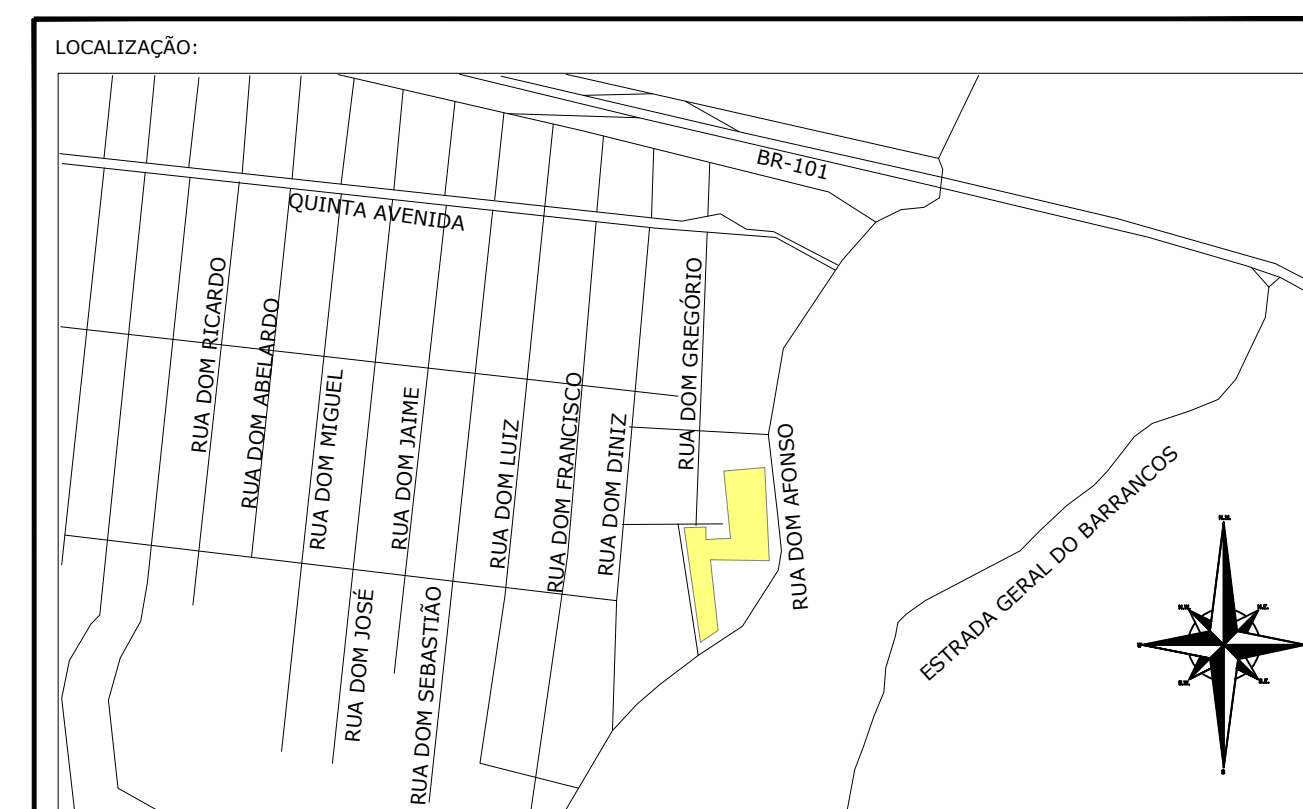 LOCALIZAÇÃO:
BR-101
QUINTA AVENIDA
RUA DOM RICARDO
RUA DOM ABELARDO
RUA DOM MIGUEL
RUA DOM JAIME
RUA DOM LUIZ
RUA DOM FRANCISCO
RUA DOM DINIZ
RUA DOM GREGÓRIO
RUA DOM AFONSO
ESTRADA GERAL DO BARRANCOS
RUA DOM JOSÉ
RUA DOM SEBASTIÃO
N.M.
N.W.
N.E.
W
S.W.
S.E.
S